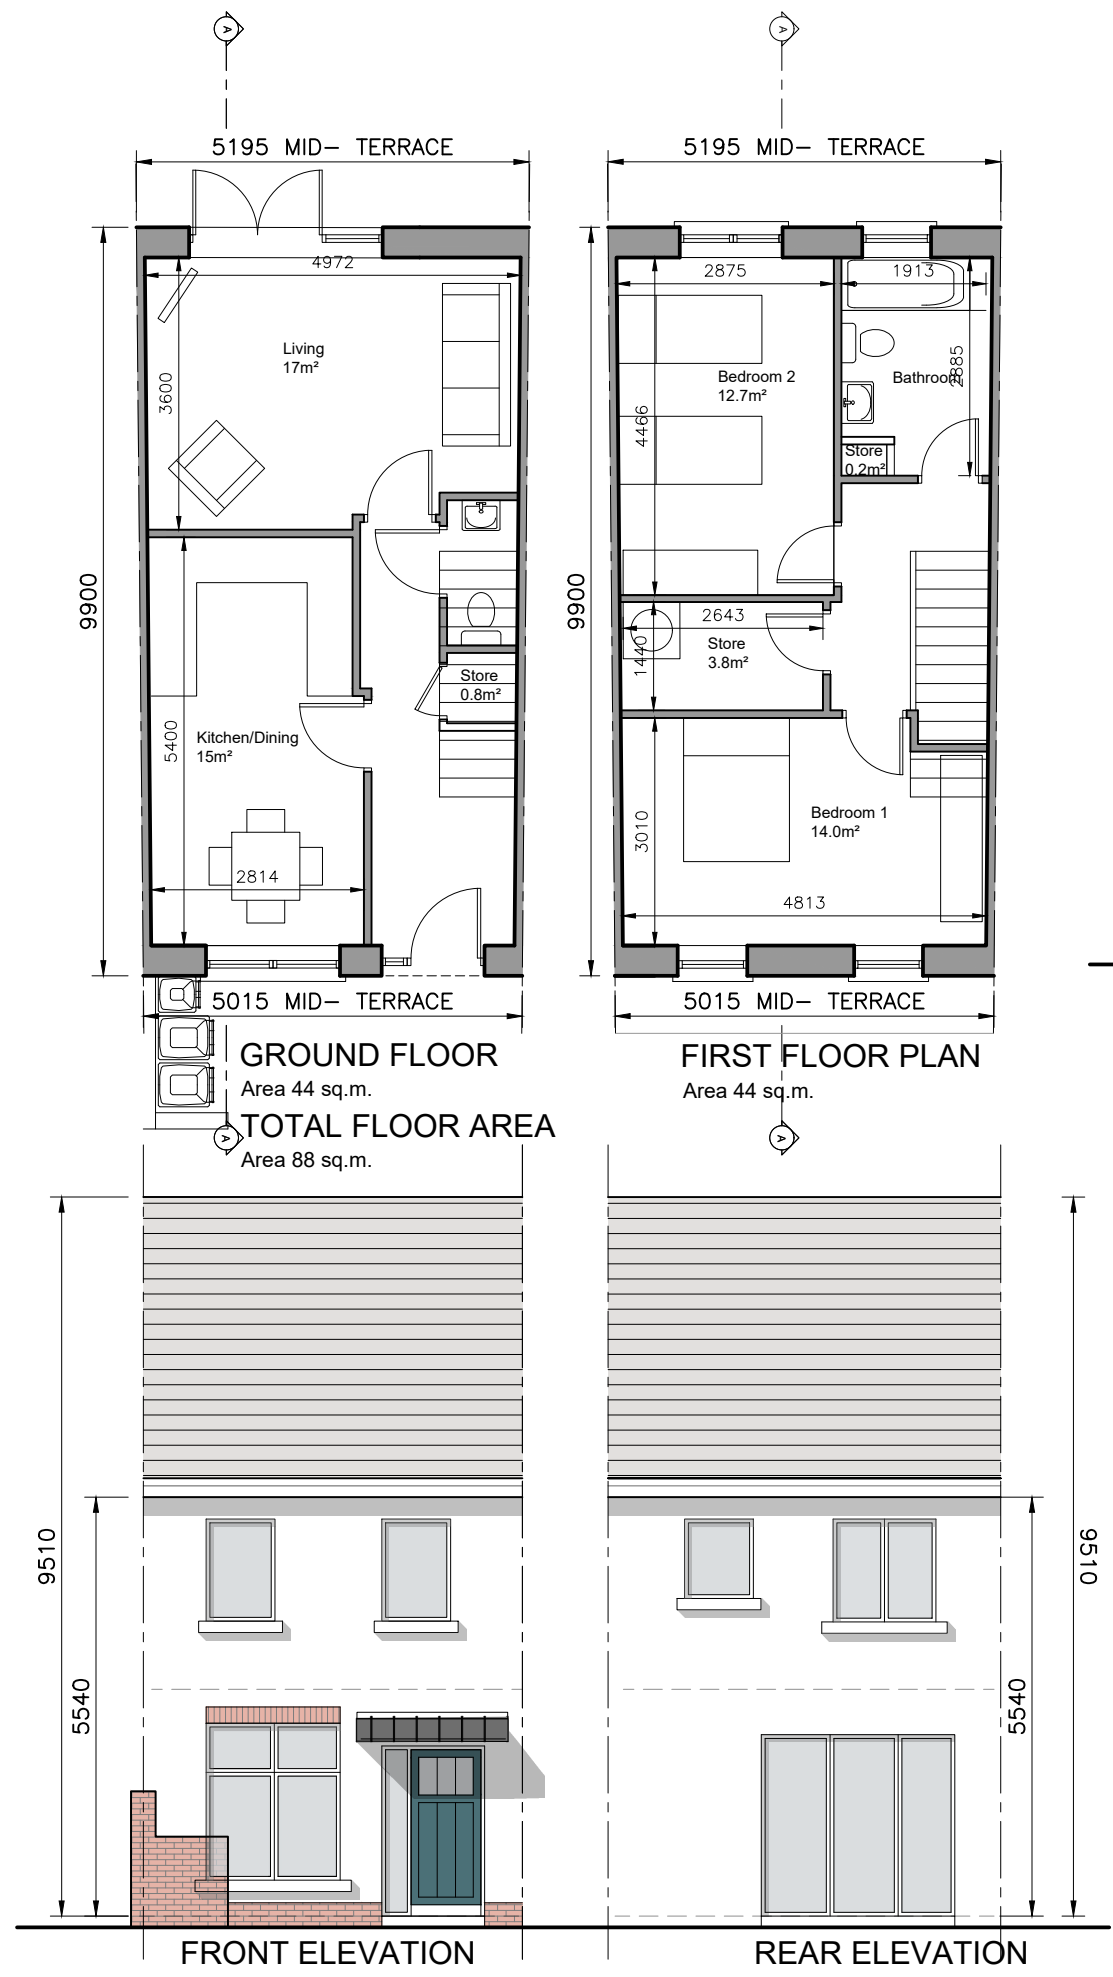 A
A
5195 MID- TERRACE
5195 MID- TERRACE
4972
2875
1913
Living
17m²
3600
9900
Bedroom 2
12.7m²
4466
Bathroom
2885
Store
0.2m²
9900
2643
Store
3.8m²
1440
Store
0.8m²
Kitchen/Dining
15m²
5400
2814
Bedroom 1
14.0m²
3010
4813
5015 MID- TERRACE
5015 MID- TERRACE
GROUND FLOOR
Area 44 sq.m.
FIRST FLOOR PLAN
Area 44 sq.m.
A
TOTAL FLOOR AREA
Area 88 sq.m.
A
9510
5540
9510
5540
FRONT ELEVATION
REAR ELEVATION